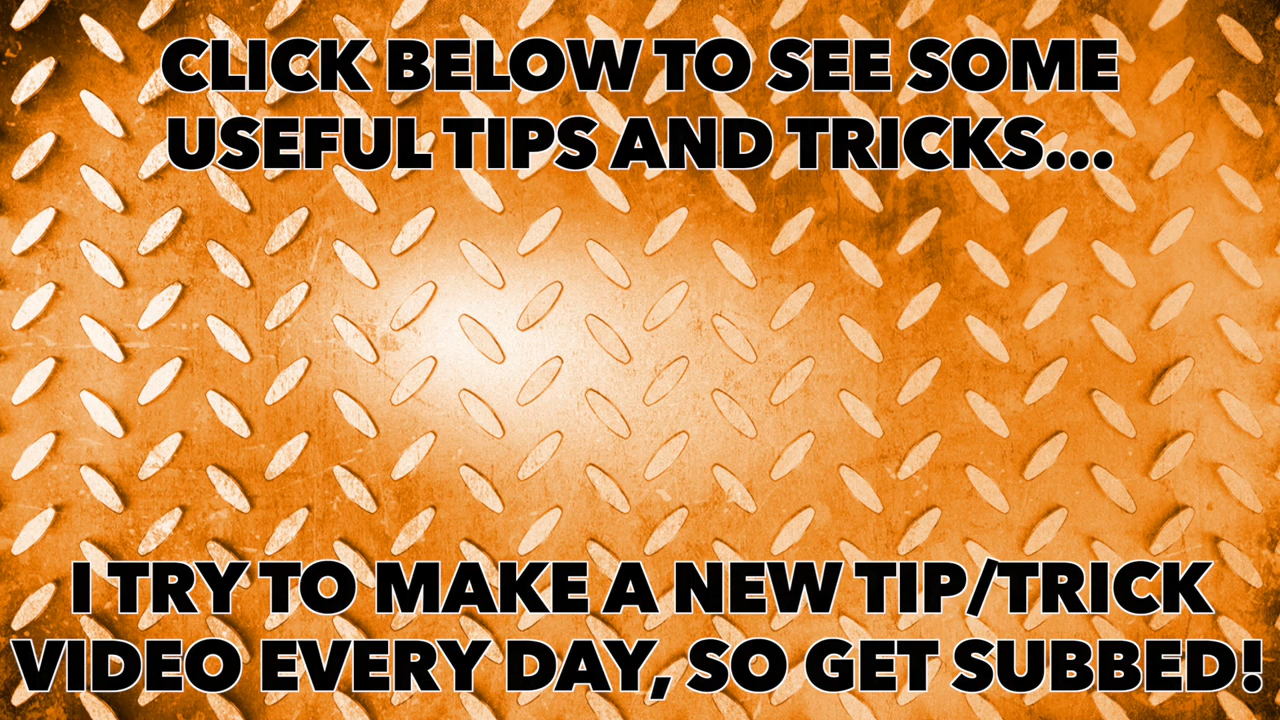 CLICK BELOW TO SEE SOME
USEFUL TIPS AND TRICKS...
I TRY TO MAKE A NEW TIP/TRICK
VIDEO EVERY DAY, SO GET SUBBED!